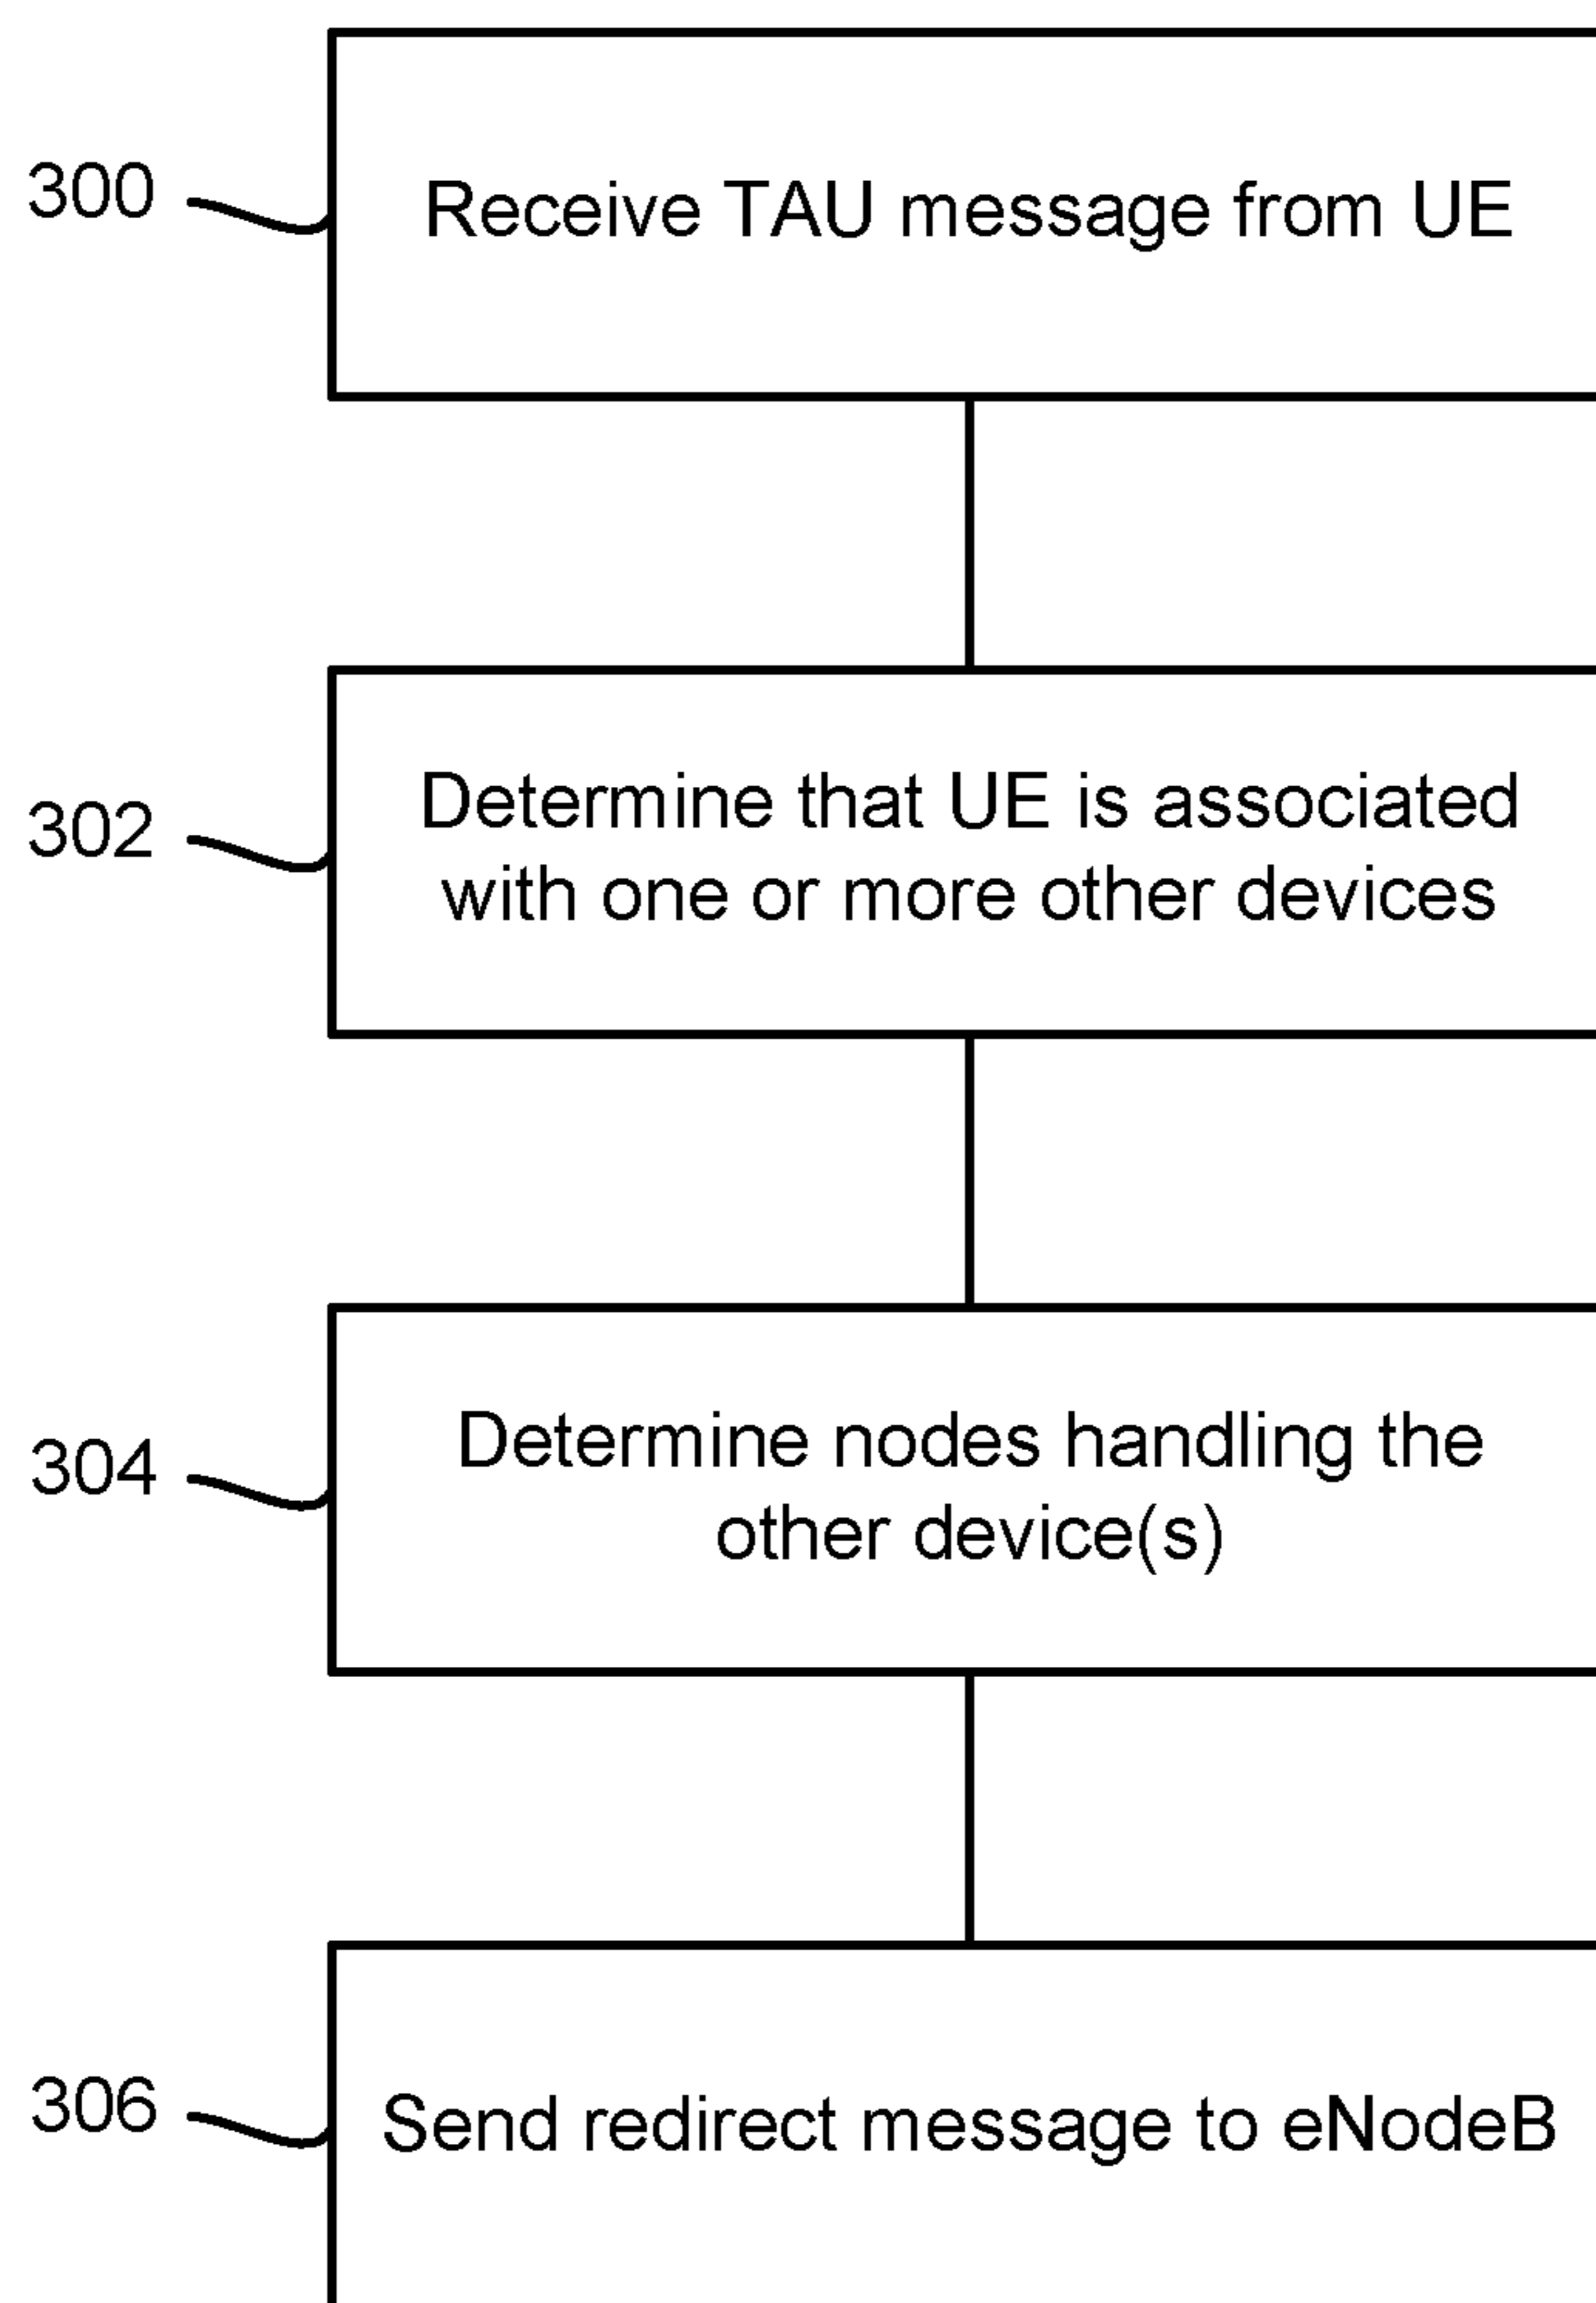 300
Receive TAU message from UE
302
Determine that UE is associated
with one or more other devices
304
Determine nodes handling the
other device(s)
306
Send redirect message to eNodeB